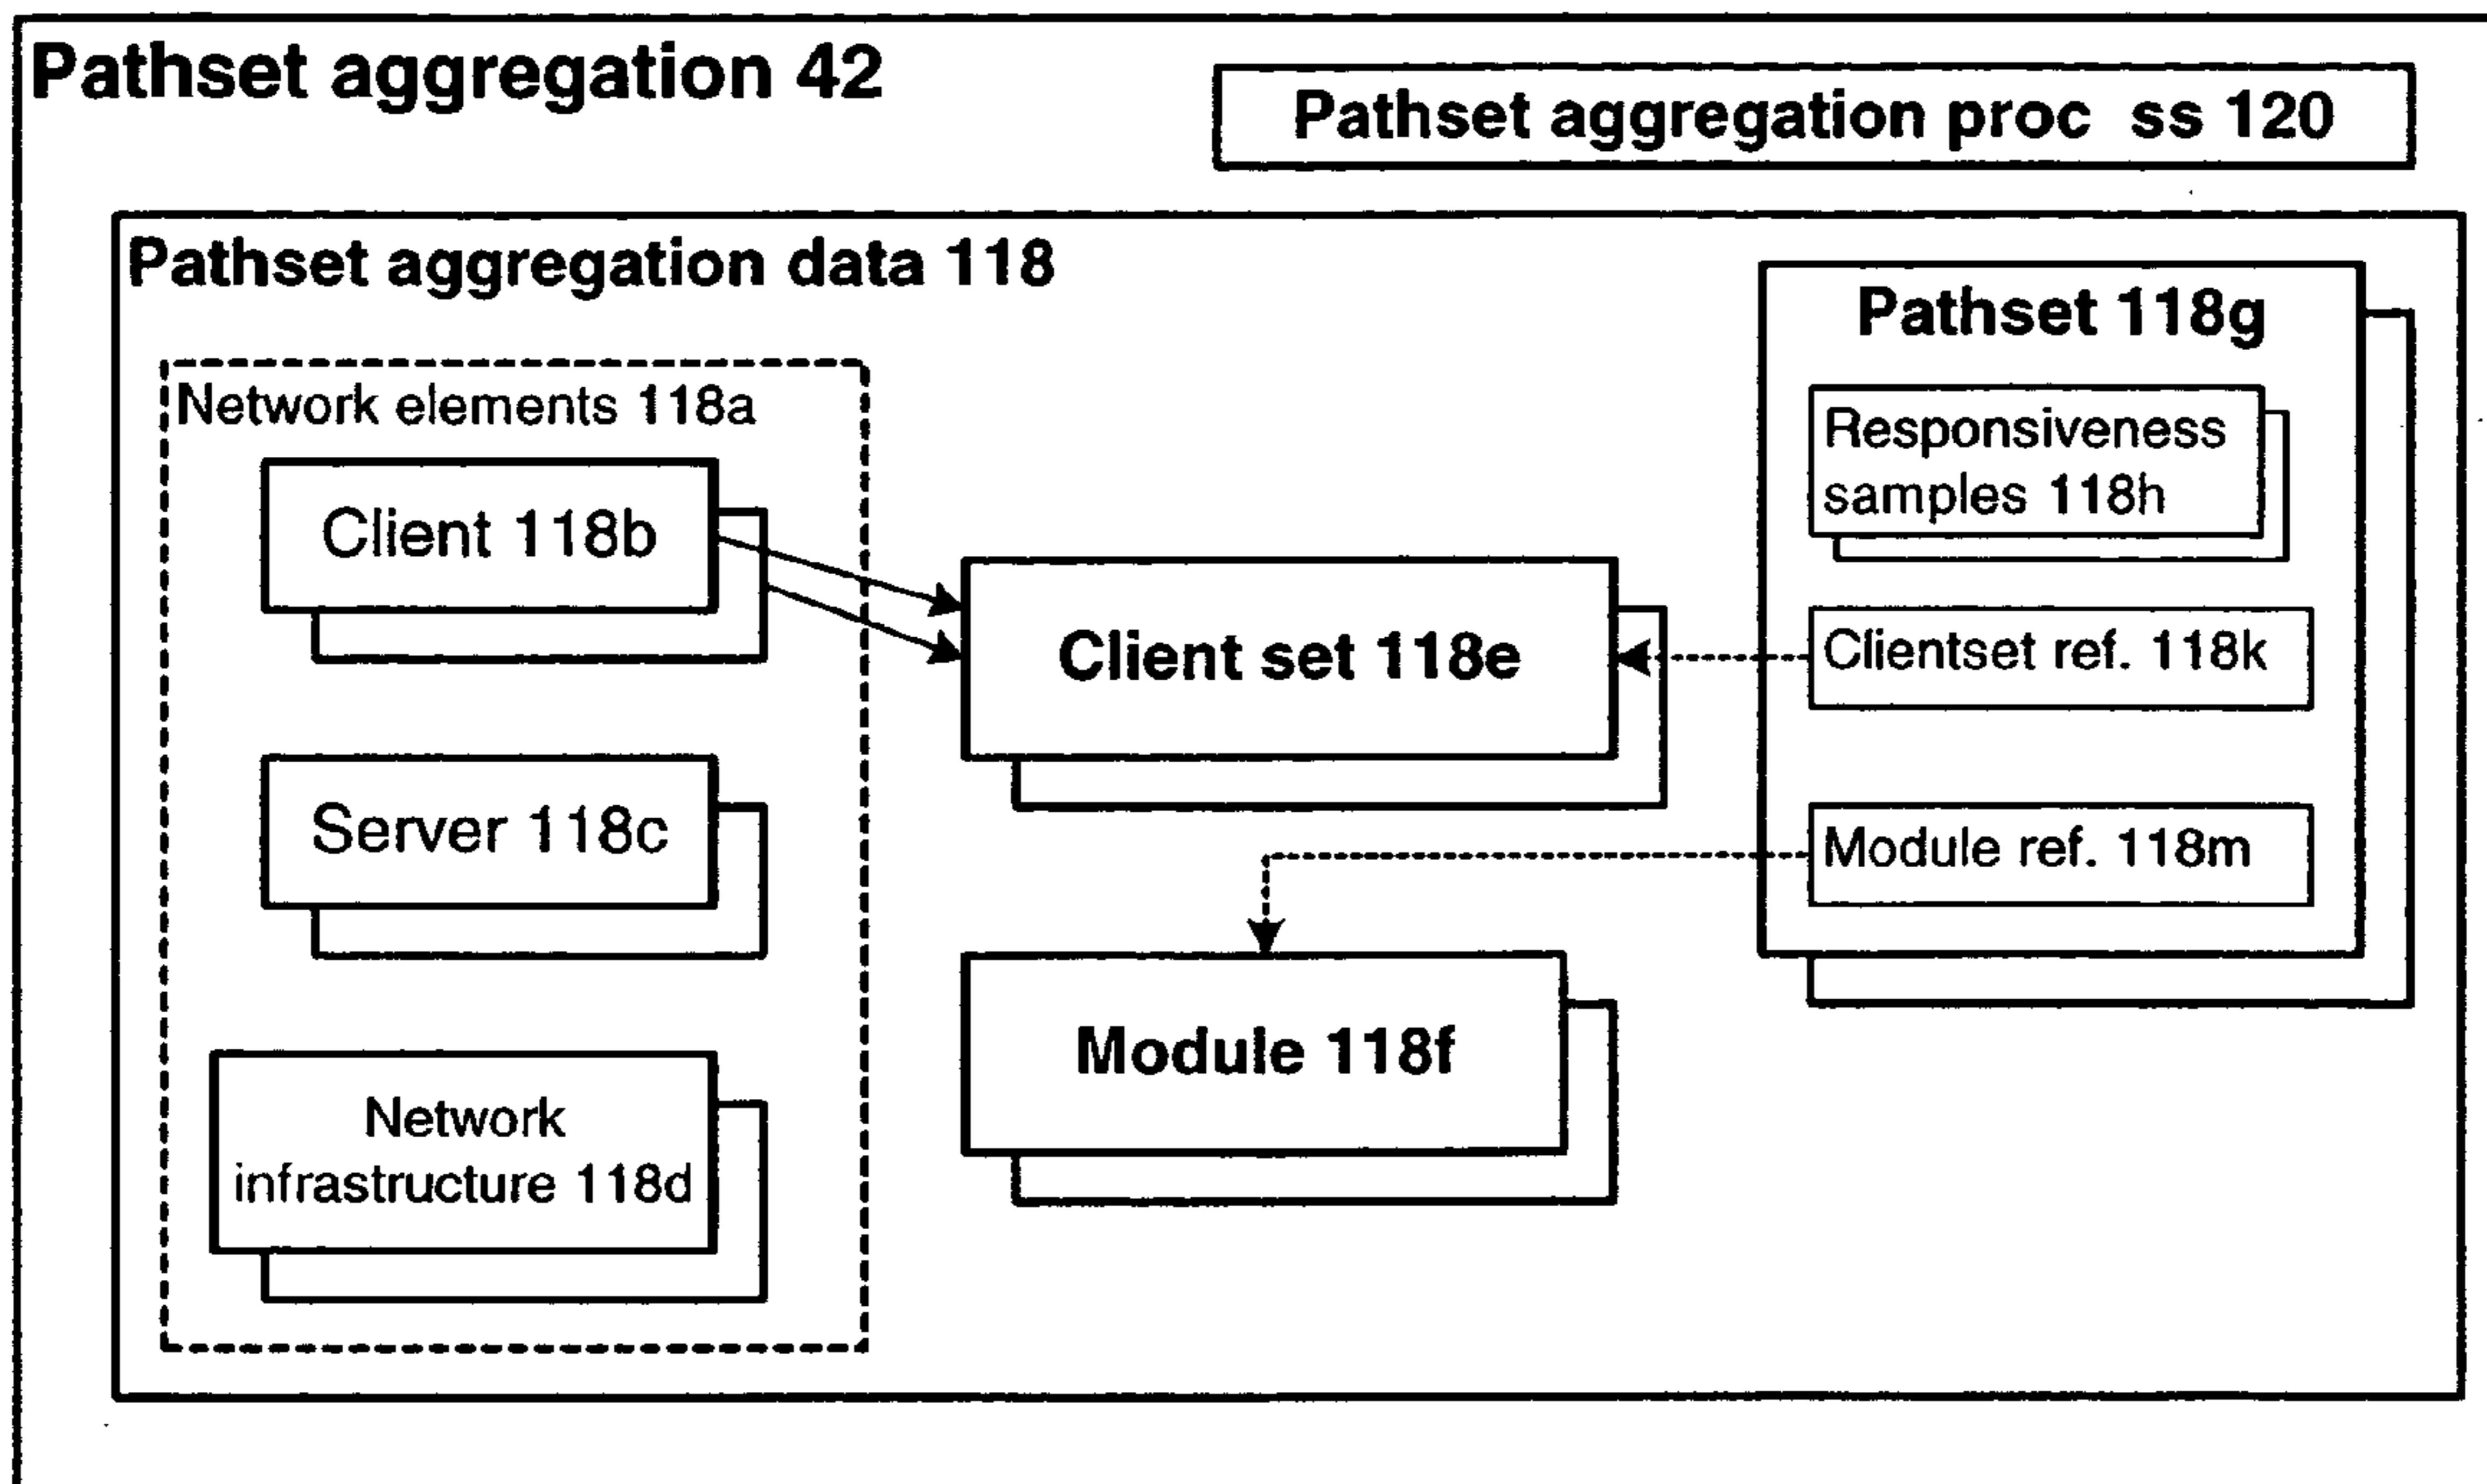 Pathset aggregation 42
Pathset aggregation proc ss 120
Pathset aggregation data 118
Network elements 118a
Client 118b
Server 118c
Network
infrastructure 118d
Client set 118e
Module 118f
Pathset 118g
Responsiveness
samples 118h
Clientset ref. 118k
Module ref. 118m